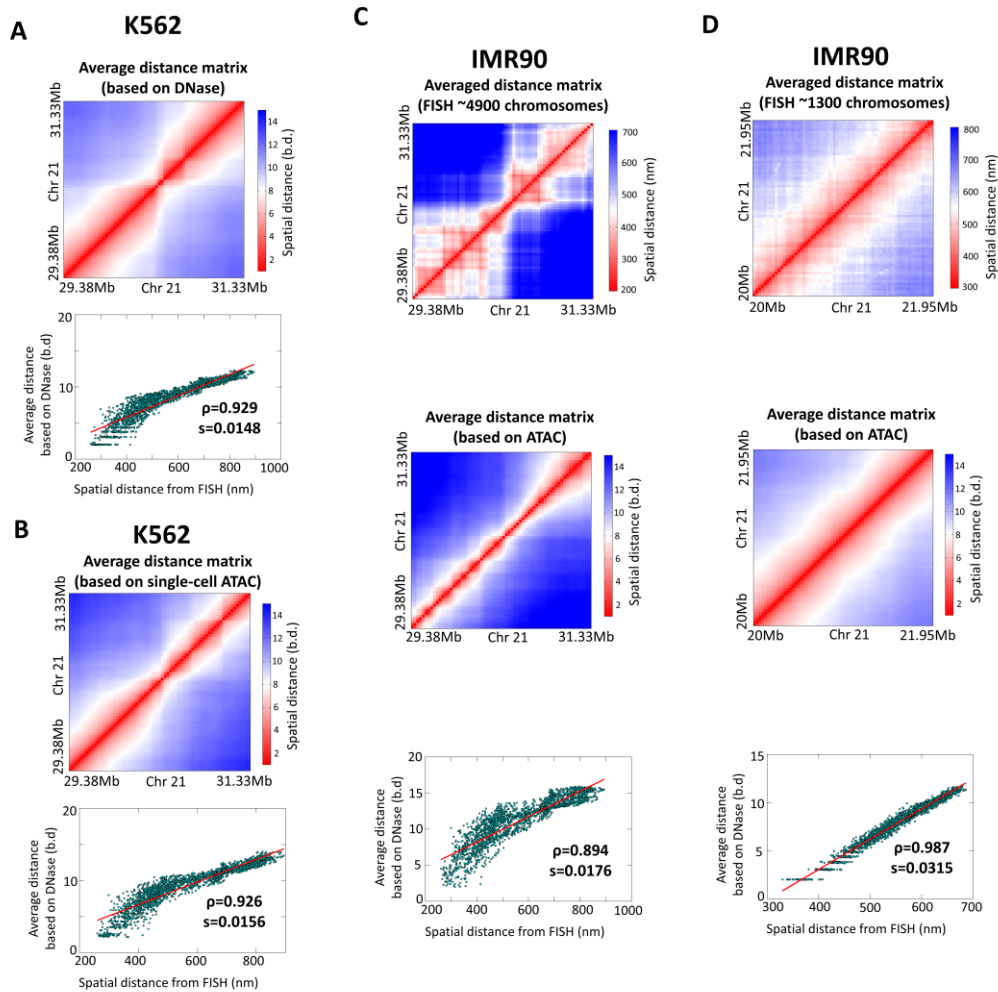 A
K562
Average distance matrix
(based on DNase)
31.33Mb
Chr 21
29.38Mb
29.38Mb Chr 21 31.33Mb
14
12
10
8
6
4
2
Spatial distance (b.d.)
20
10
0
Average distance
based on DNase (b.d)
ρ=0.929
s=0.0148
200 400 600 800 1000
Spatial distance from FISH (nm)
B
K562
Average distance matrix
(based on single-cell ATAC)
31.33Mb
Chr 21
29.38Mb
29.38Mb Chr 21 31.33Mb
14
12
10
8
6
4
2
Spatial distance (b.d.)
20
10
0
Average distance
based on DNase (b.d)
ρ=0.926
s=0.0156
200 400 600 800
Spatial distance from FISH (nm)
C
IMR90
Averaged distance matrix
(FISH ~4900 chromosomes)
31.33Mb
Chr 21
29.38Mb
29.38Mb Chr 21 31.33Mb
700
600
500
400
300
200
Spatial distance (nm)
Average distance matrix
(based on ATAC)
31.33Mb
Chr 21
29.38Mb
29.38Mb Chr 21 31.33Mb
14
12
10
8
6
4
2
Spatial distance (b.d.)
20
15
10
5
0
Average distance
based on DNase (b.d)
ρ=0.894
s=0.0176
200 400 600 800 1000
Spatial distance from FISH (nm)
D
IMR90
Averaged distance matrix
(FISH ~1300 chromosomes)
21.95Mb
Chr 21
20Mb
20Mb Chr 21 21.95Mb
800
700
600
500
400
300
Spatial distance (nm)
Average distance matrix
(based on ATAC)
21.95Mb
Chr 21
20Mb
20Mb Chr 21 21.95Mb
14
12
10
8
6
4
2
Spatial distance (b.d.)
15
10
5
0
Average distance
based on DNase (b.d)
ρ=0.987
s=0.0315
300 400 500 600 700
Spatial distance from FISH (nm)